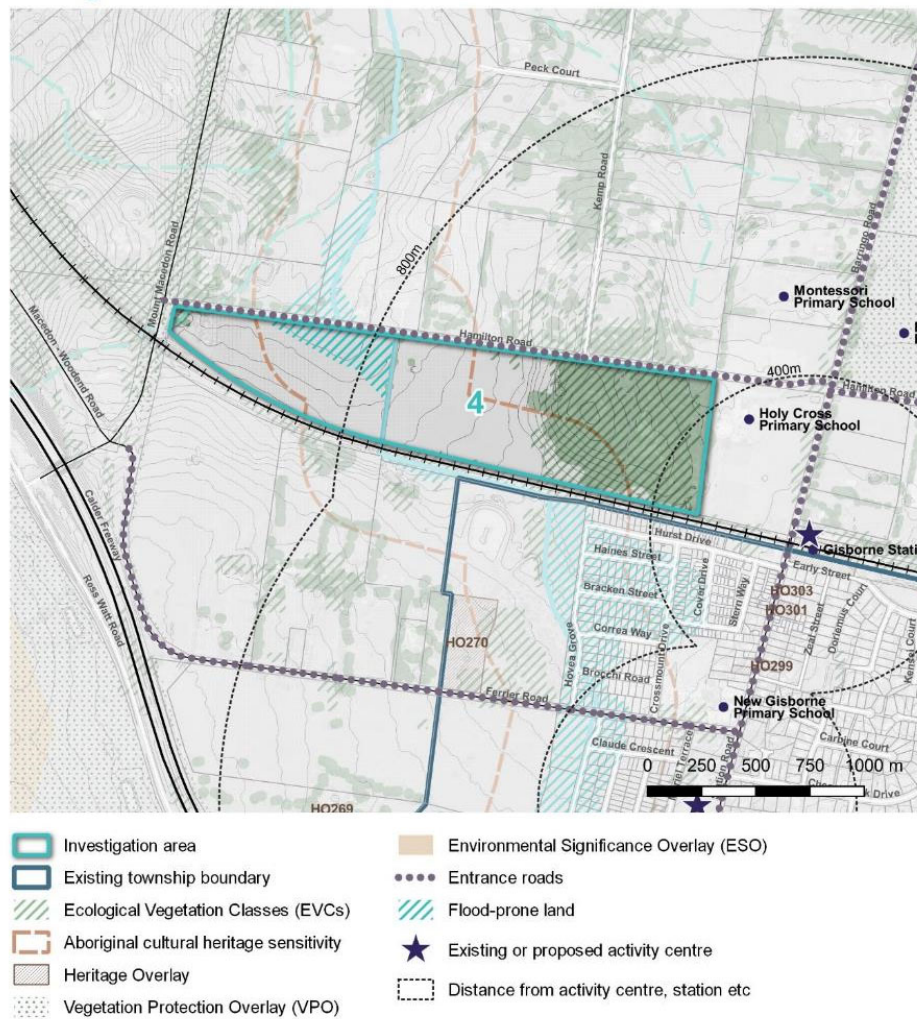 Peck Court
Kemp Road
Barringo Road
800m
Mount Macedon Road
Montessori
Primary School
Macedon - Woodend Road
Hamilton Road
400m
Hamilton Road
4
Holy Cross
Primary School
Calder Freeway
Ross Watt Road
Hurst Drive
Gisborne Stati
Haines Street
Early Street
Bracken Street
Correa Way
Stern Way
HO303
HO301
HO270
Hovea Grove
Brocchi Road
Crossmount Drive
HO299
Ferrier Road
New Gisborne
Primary School
Claude Crescent
Carbine Court
0 250 500 750 1000 m
HO269
Investigation area
Existing township boundary
Ecological Vegetation Classes (EVCs)
Aboriginal cultural heritage sensitivity
Heritage Overlay
Vegetation Protection Overlay (VPO)
Environmental Significance Overlay (ESO)
Entrance roads
Flood-prone land
Existing or proposed activity centre
Distance from activity centre, station etc